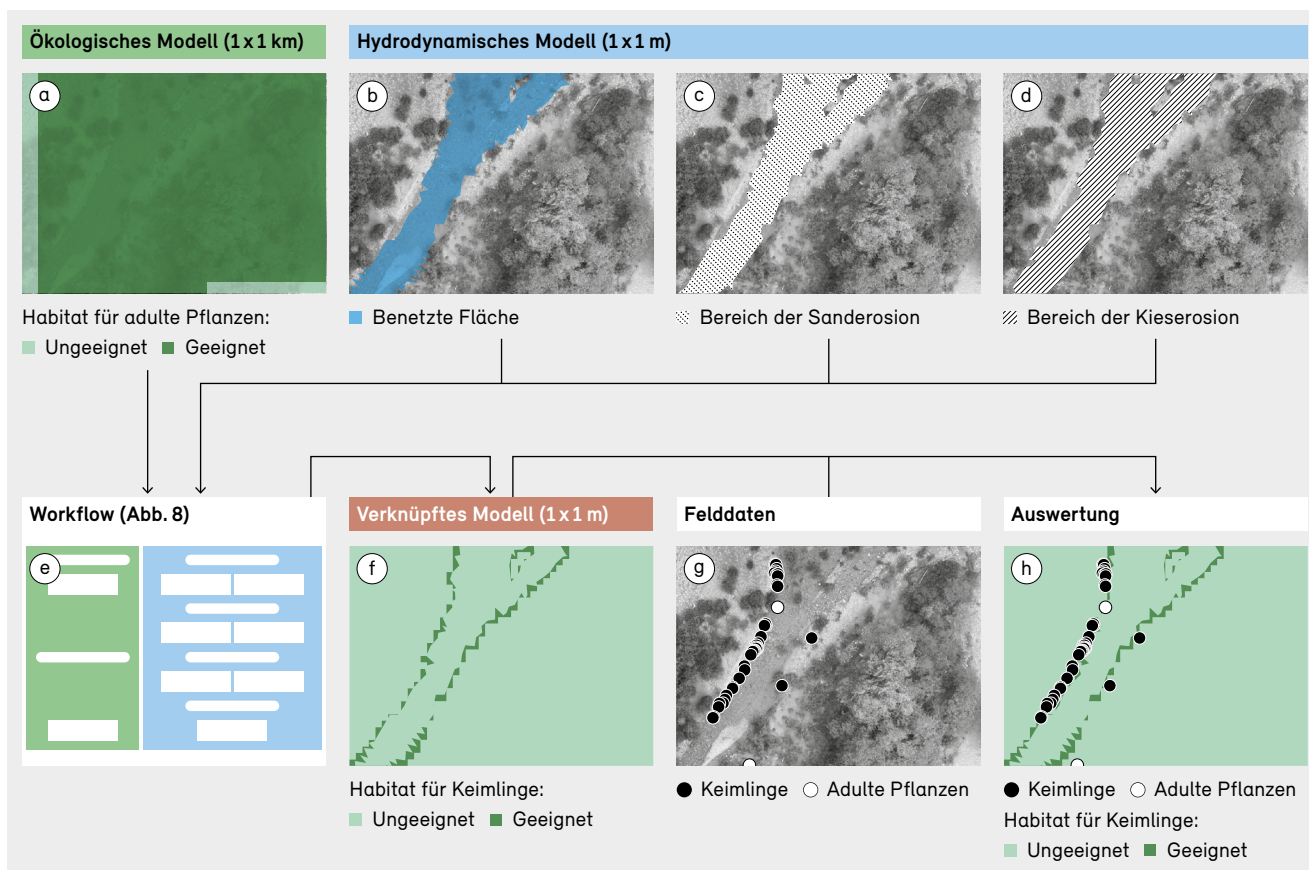 Ökologisches Modell (1 x 1 km)
Hydrodynamisches Modell (1 x 1 m)
a
b
c
d
Habitat für adulte Pflanzen:
Ungeeignet Geeignet
Benetzte Fläche
Bereich der Sanderosion
Bereich der Kieserosion
Workflow (Abb. 8)
Verknüpftes Modell (1 x 1 m)
Felddaten
Auswertung
e
f
g
h
Habitat für Keimlinge:
Ungeeignet Geeignet
Keimlinge Adulte Pflanzen
Keimlinge Adulte Pflanzen
Habitat für Keimlinge:
Ungeeignet Geeignet